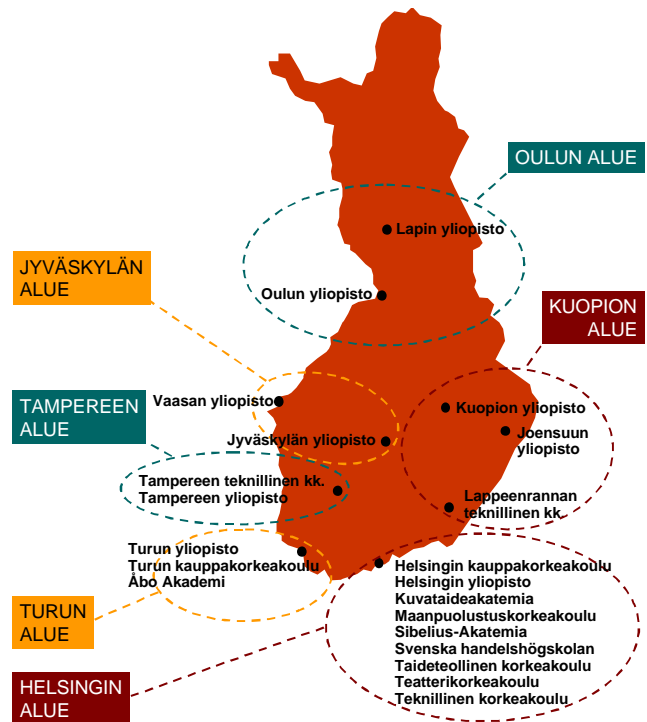 OULUN ALUE
Lapin yliopisto
JYVÄSKYLÄN
ALUE
Oulun yliopisto
KUOPION
ALUE
Vaasan yliopisto
Kuopion yliopisto
TAMPEREEN
ALUE
Jyväskylän yliopisto
Joensuun
yliopisto
Tampereen teknillinen kk.
Tampereen yliopisto
Lappeenrannan
teknillinen kk.
Turun yliopisto
Turun kauppakorkeakoulu
Åbo Akademi
Helsingin kauppakorkeakoulu
Helsingin yliopisto
Kuvataideakatemia
Maanpuolustuskorkeakoulu
Sibelius-Akatemia
Svenska handelshögskolan
Taideteollinen korkeakoulu
Teatterikorkeakoulu
Teknillinen korkeakoulu
TURUN
ALUE
HELSINGIN
ALUE